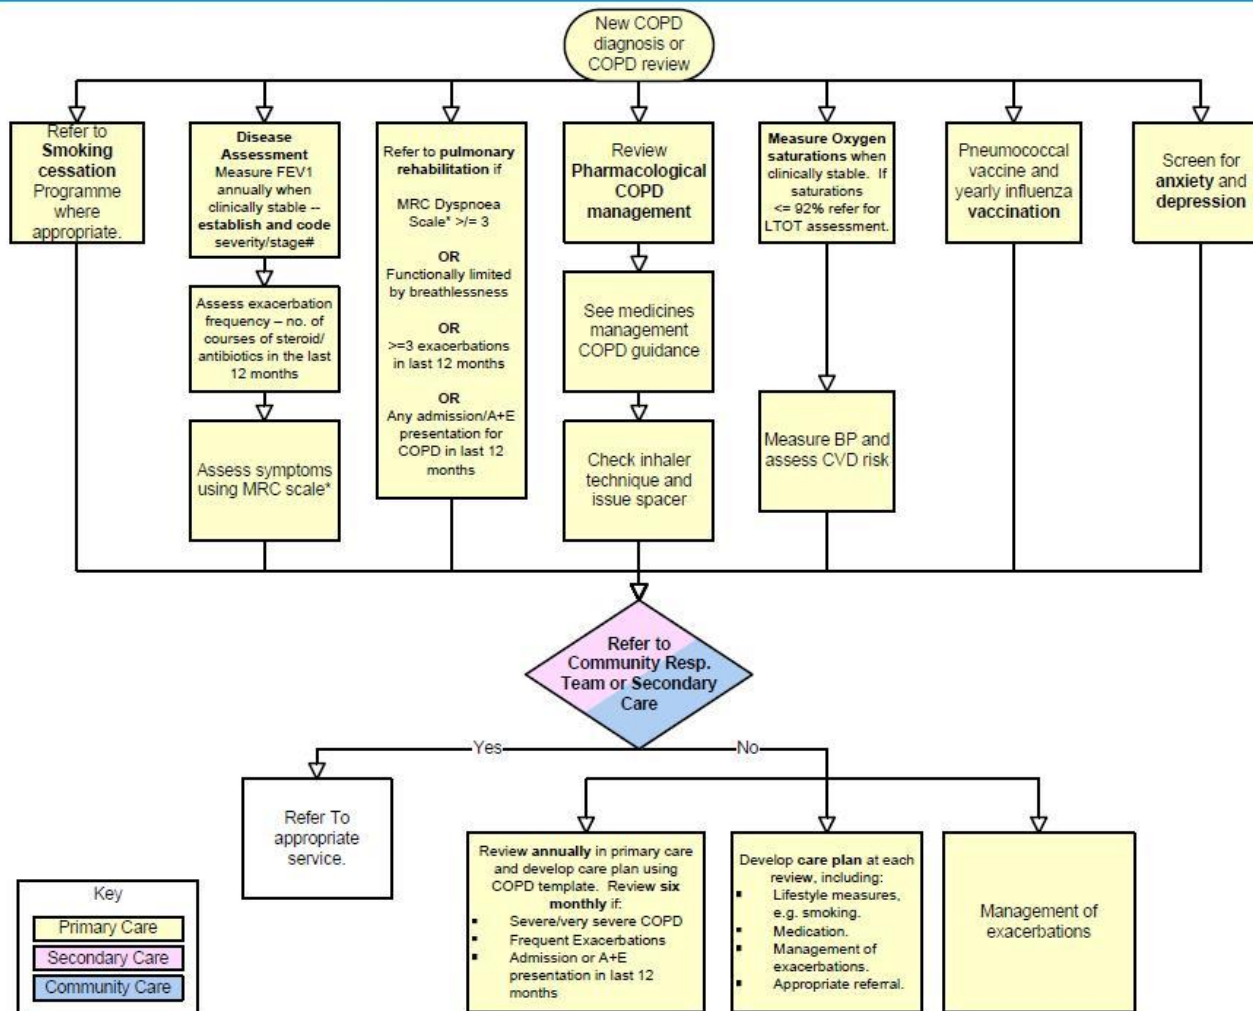 New COPD
diagnosis or
COPD review
Refer to
Smoking
cessation
Programme
where
appropriate.
Disease
Assessment
Measure FEV1
annually when
clinically stable --
establish and code
severity/stage#
Assess exacerbation
frequency – no. of
courses of steroid/
antibiotics in the last
12 months
Assess symptoms
using MRC scale*
Refer to pulmonary
rehabilitation if
MRC Dyspnoea
Scale* >/= 3
OR
Functionally limited
by breathlessness
OR
>=3 exacerbations
in last 12 months
OR
Any admission/A+E
presentation for
COPD in last 12
months
Review
Pharmacological
COPD
management
See medicines
management
COPD guidance
Check inhaler
technique and
issue spacer
Measure Oxygen
saturations when
clinically stable. If
saturations
<= 92% refer for
LTOT assessment.
Measure BP and
assess CVD risk
Pneumococcal
vaccine and
yearly influenza
vaccination
Screen for
anxiety and
depression
Refer to
Community Resp.
Team or Secondary
Care
Yes
No
Refer To
appropriate
service.
Review annually in primary care
and develop care plan using
COPD template. Review six
monthly if:
▪ Severe/very severe COPD
▪ Frequent Exacerbations
▪ Admission or A+E
presentation in last 12
months
Develop care plan at each
review, including:
▪ Lifestyle measures,
e.g. smoking.
▪ Medication.
▪ Management of
exacerbations.
▪ Appropriate referral.
Management of
exacerbations
Key
Primary Care
Secondary Care
Community Care